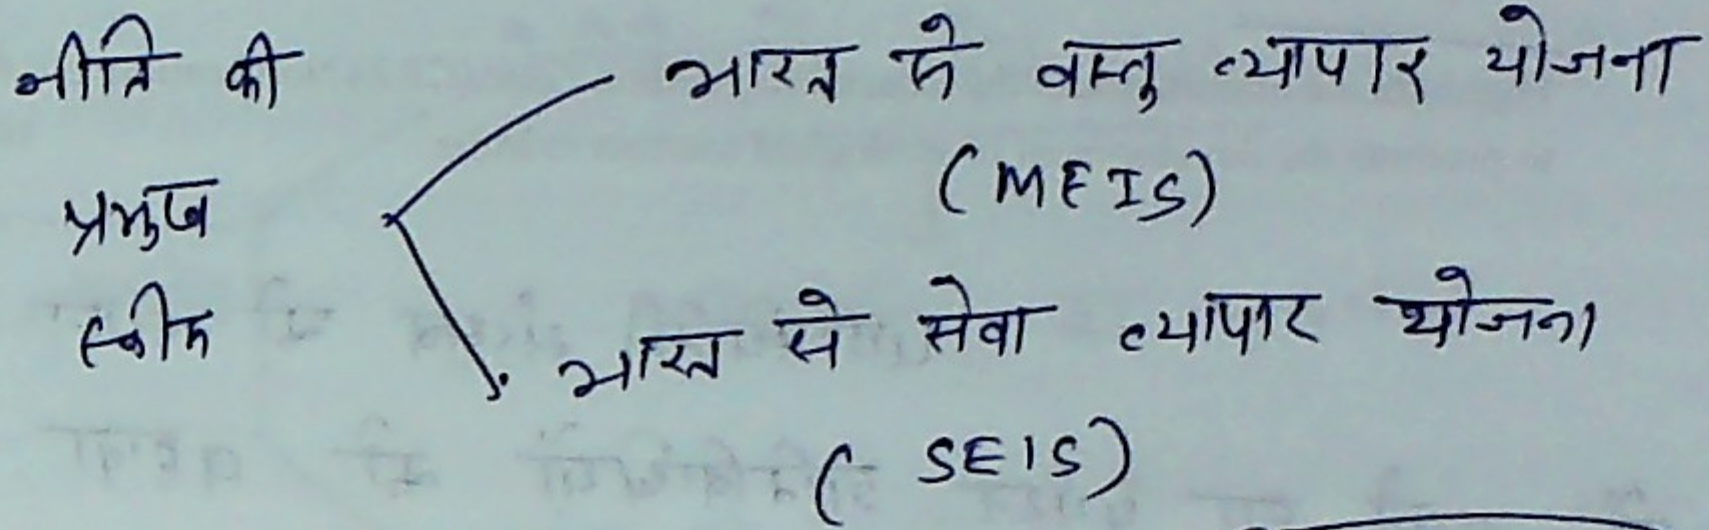 नीति की
प्रमुख
स्कीम
भारत से वस्तु व्यापार योजना
(MEIS)
भारत से सेवा व्यापार योजना
(SEIS)